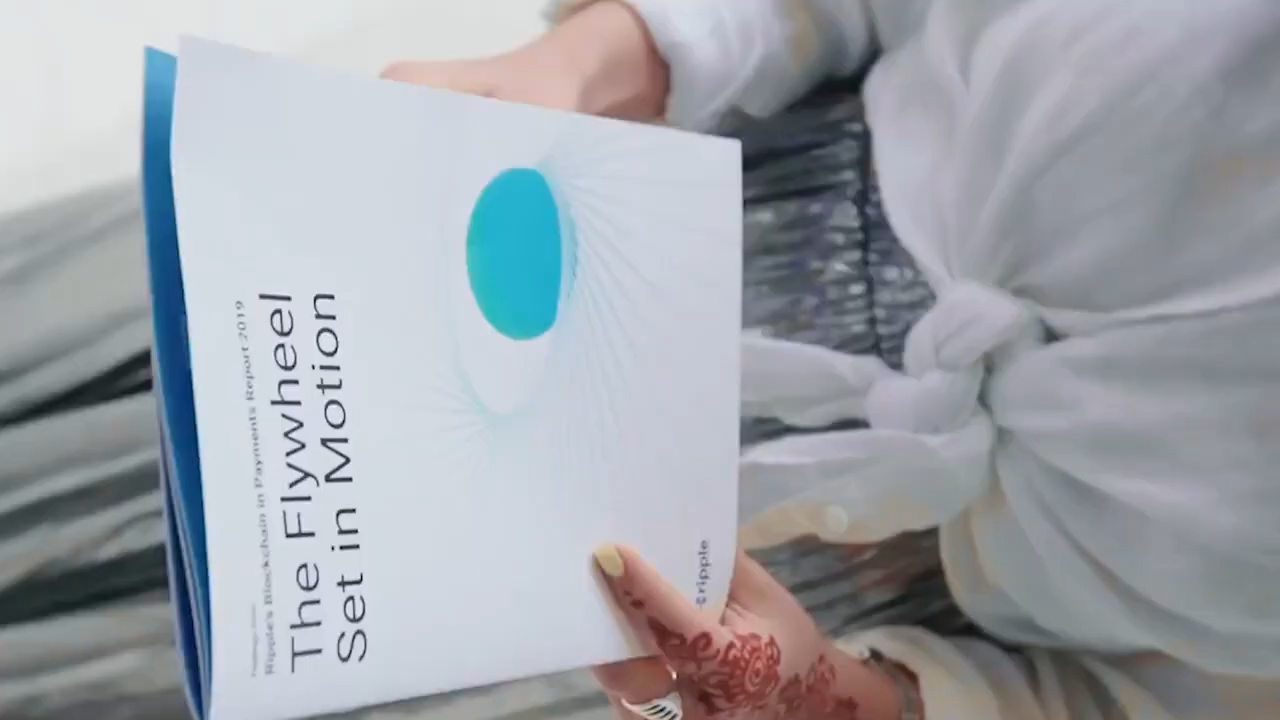 Ripple's Blockchain in Payments Report 2019
The Flywheel
Set in Motion
ripple